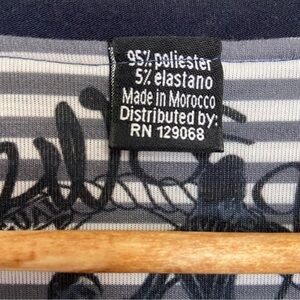 95% poliester
5% elastano
Made in Morocco
Distributed by:
RN 129068